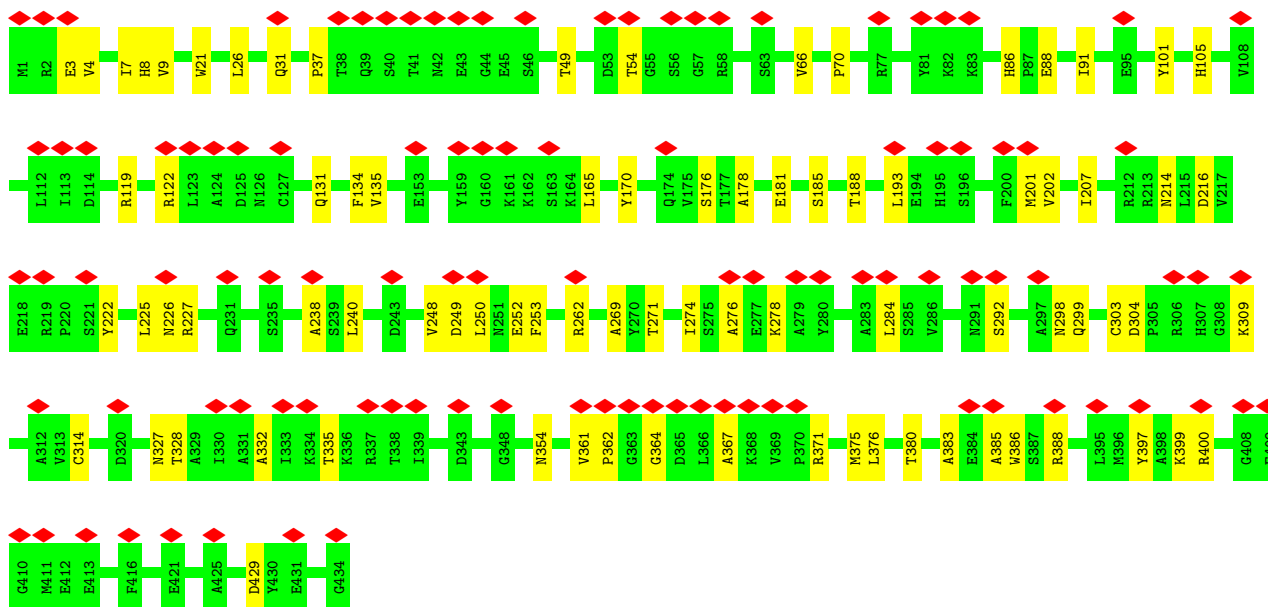 M1 R2 E3 V4 I7 H8 V9 W21 L26 Q31 P37 T38 Q39 S40 T41 N42 E43 G44 E45 S46 T49 D53 T54 G55 S56 G57 R58 S63 V66 P70 R77 Y81 K82 K83 H86 P87 E88 I91 E95 Y101 H105 V108
L112 I113 D114 R119 R122 L123 A124 D125 N126 C127 Q131 F134 V135 E153 Y159 G160 K161 K162 S163 K164 L165 Y170 Q174 V175 S176 T177 A178 E181 S185 T188 L193 E194 H195 S196 F200 M201 V202 I207 R212 R213 N214 L215 D216 V217
E218 R219 P220 S221 Y222 L225 N226 R227 Q231 S235 A238 S239 L240 D243 V248 D249 L250 N251 E252 F253 R262 A269 Y270 T271 I274 S275 A276 E277 K278 A279 Y280 A283 L284 S285 V286 N291 S292 A297 N298 Q299 C303 D304 P305 R306 H307 G308 K309
A312 V313 C314 D320 N327 T328 A329 I330 A331 A332 I333 K334 T335 K336 R337 T338 I339 D343 G348 N354 V361 P362 G363 G364 D365 L366 A367 K368 V369 P370 R371 M375 L376 T380 A383 E384 A385 W386 S387 R388 L395 M396 Y397 A398 K399 R400 G408
G410 M411 E412 E413 F416 E421 A425 D429 Y430 E431 G434